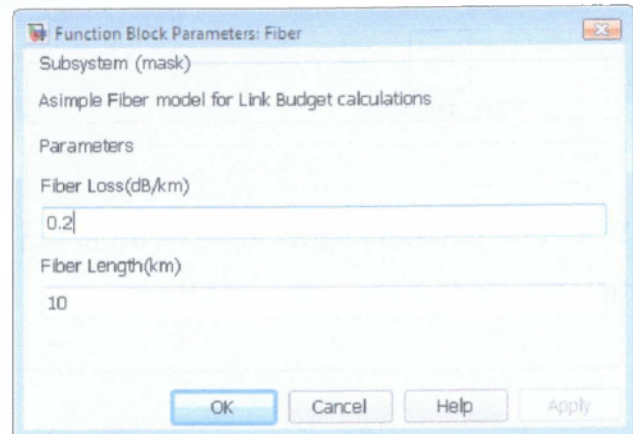 Function Block Parameters: Fiber
Subsystem (mask)
Asimple Fiber model for Link Budget calculations
Parameters
Fiber Loss(dB/km)
0.2
Fiber Length(km)
10
OK Cancel Help Apply